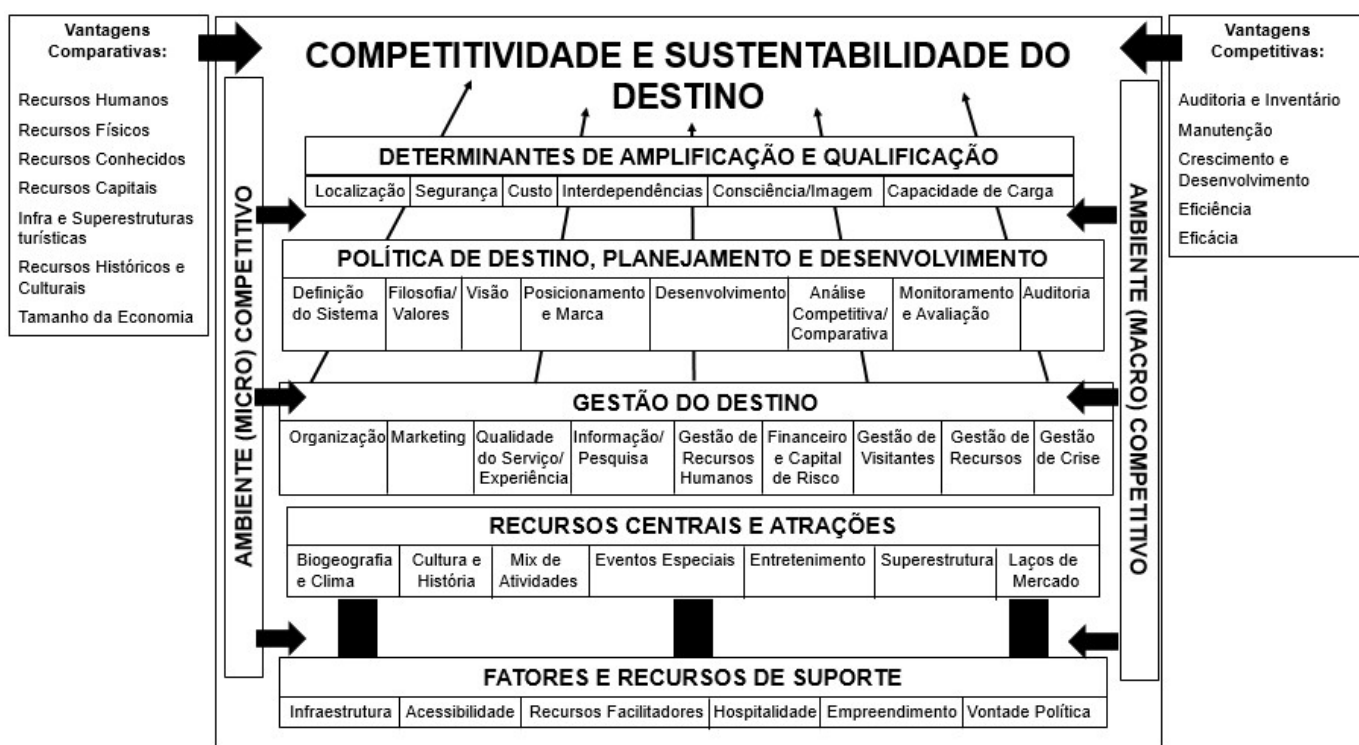 Vantagens
Comparativas:
Recursos Humanos
Recursos Físicos
Recursos Conhecidos
Recursos Capitais
Infra e Superestruturas
turísticas
Recursos Históricos e
Culturais
Tamanho da Economia
AMBIENTE (MICRO) COMPETITIVO
COMPETITIVIDADE E SUSTENTABILIDADE DO
DESTINO
DETERMINANTES DE AMPLIFICAÇÃO E QUALIFICAÇÃO
Localização Segurança Custo Interdependências Consciência/Imagem Capacidade de Carga
POLÍTICA DE DESTINO, PLANEJAMENTO E DESENVOLVIMENTO
Definição
do Sistema
Filosofia/
Valores
Visão
Posicionamento
e Marca
Desenvolvimento
Análise
Competitiva/
Comparativa
Monitoramento
e Avaliação
Auditoria
GESTÃO DO DESTINO
Organização
Marketing
Qualidade
do Serviço/
Experiência
Informação/
Pesquisa
Gestão de
Recursos
Humanos
Financeiro
e Capital
de Risco
Gestão de
Visitantes
Gestão de
Recursos
Gestão
de Crise
RECURSOS CENTRAIS E ATRAÇÕES
Biogeografia
e Clima
Cultura e
História
Mix de
Atividades
Eventos Especiais
Entretenimento
Superestrutura
Laços de
Mercado
FATORES E RECURSOS DE SUPORTE
Infraestrutura Acessibilidade Recursos Facilitadores Hospitalidade Empreendimento Vontade Política
AMBIENTE (MACRO) COMPETITIVO
Vantagens
Competitivas:
Auditoria e Inventário
Manutenção
Crescimento e
Desenvolvimento
Eficiência
Eficácia